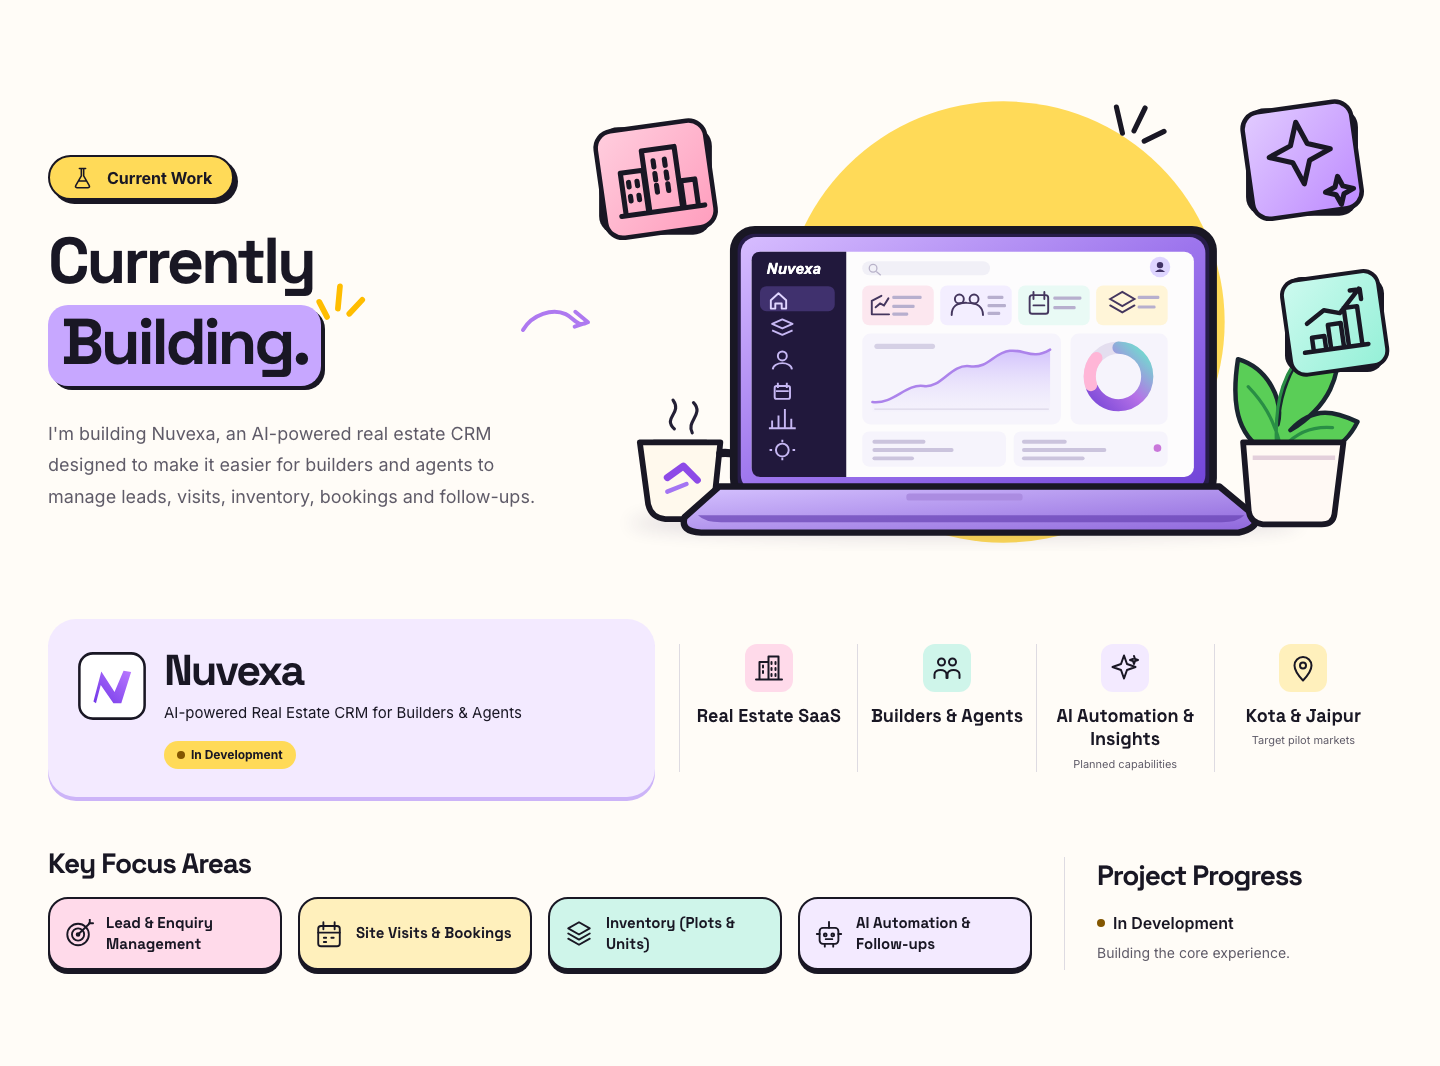 Current Work
Currently
Building.
I'm building Nuvexa, an AI-powered real estate CRM
designed to make it easier for builders and agents to
manage leads, visits, inventory, bookings and follow-ups.
Nuvexa
Nuvexa
AI-powered Real Estate CRM for Builders & Agents
In Development
Real Estate SaaS
Builders & Agents
AI Automation &
Insights
Planned capabilities
Kota & Jaipur
Target pilot markets
Key Focus Areas
Lead & Enquiry
Management
Site Visits & Bookings
Inventory (Plots &
Units)
AI Automation &
Follow-ups
Project Progress
In Development
Building the core experience.